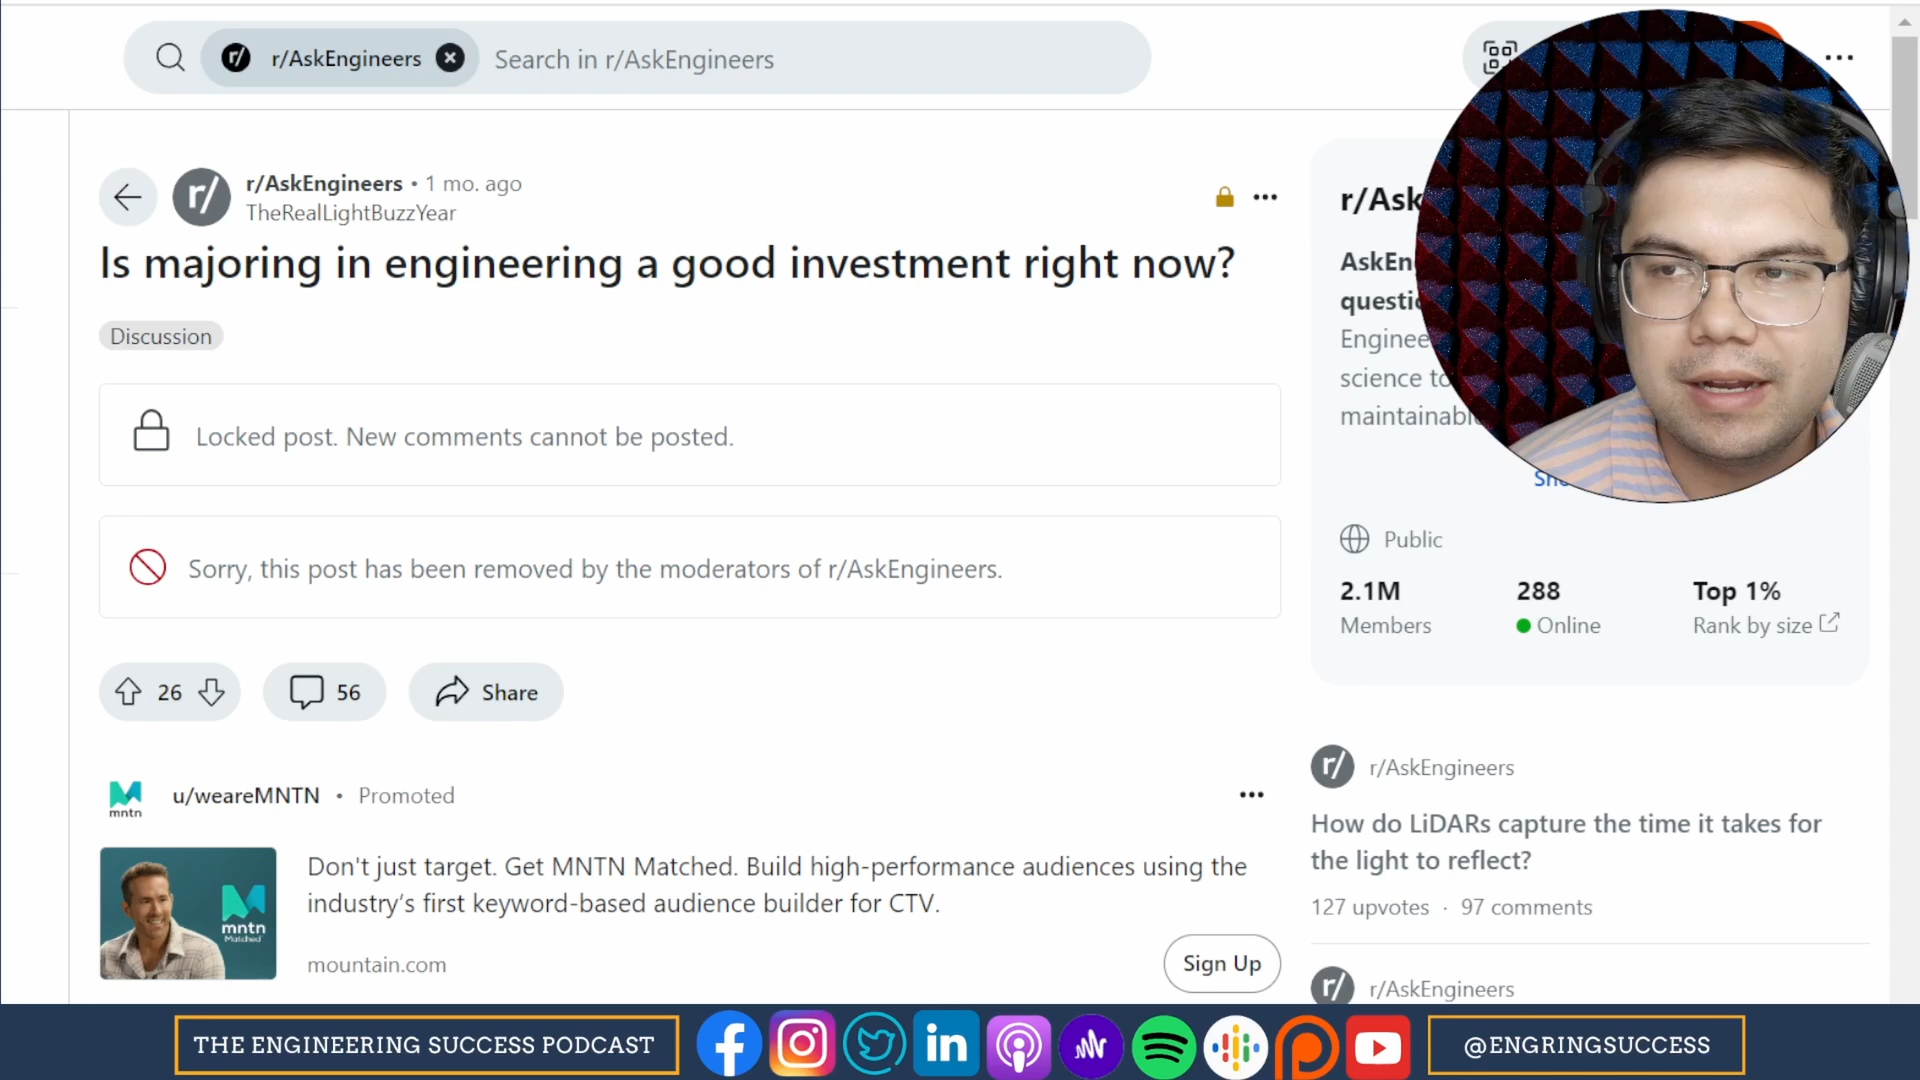 r/AskEngineers
Search in r/AskEngineers
r/AskEngineers • 1 mo. ago
TheRealLightBuzzYear
Is majoring in engineering a good investment right now?
Discussion
Locked post. New comments cannot be posted.
Sorry, this post has been removed by the moderators of r/AskEngineers.
26
56
Share
u/weareMNTN • Promoted
mntn
Don't just target. Get MNTN Matched. Build high-performance audiences using the
industry's first keyword-based audience builder for CTV.
mntn
Matched
mountain.com
Sign Up
r/Ask
AskEn
questi
Enginee
science to
maintainabl
Public
2.1M
Members
288
Online
Top 1%
Rank by size
r/AskEngineers
How do LiDARs capture the time it takes for
the light to reflect?
127 upvotes · 97 comments
r/AskEngineers
THE ENGINEERING SUCCESS PODCAST
@ENGRINGSUCCESS